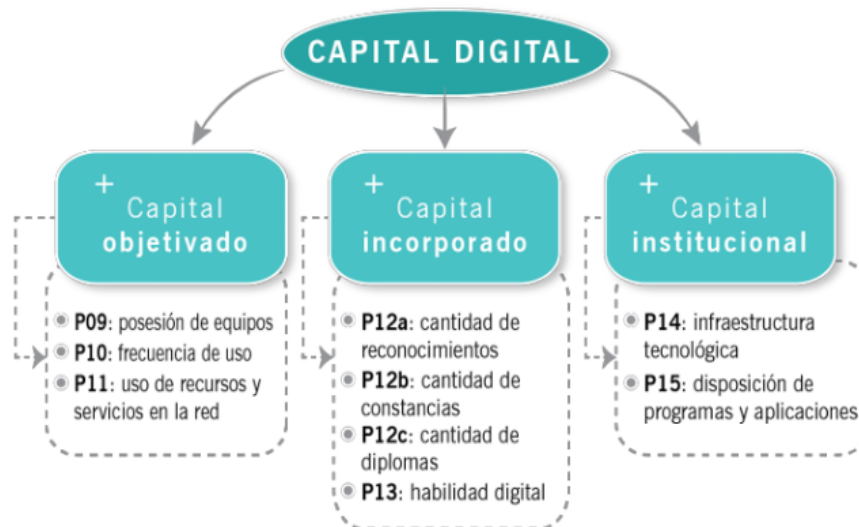 CAPITAL DIGITAL
+
Capital
objetivado
P09: posesión de equipos
P10: frecuencia de uso
P11: uso de recursos y
servicios en la red
+
Capital
incorporado
P12a: cantidad de
reconocimientos
P12b: cantidad de
constancias
P12c: cantidad de
diplomas
P13: habilidad digital
+
Capital
institucional
P14: infraestructura
tecnológica
P15: disposición de
programas y aplicaciones